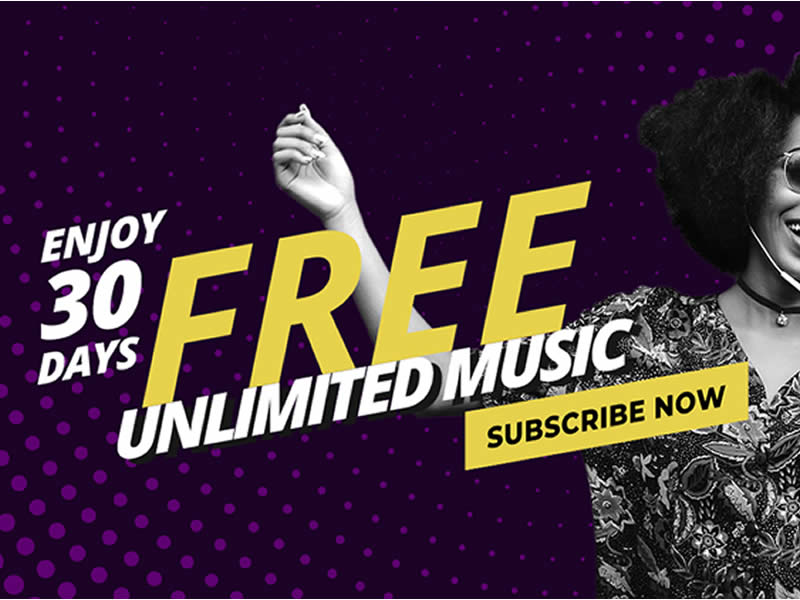 ENJOY
30
DAYS
FREE
UNLIMITED MUSIC
SUBSCRIBE NOW